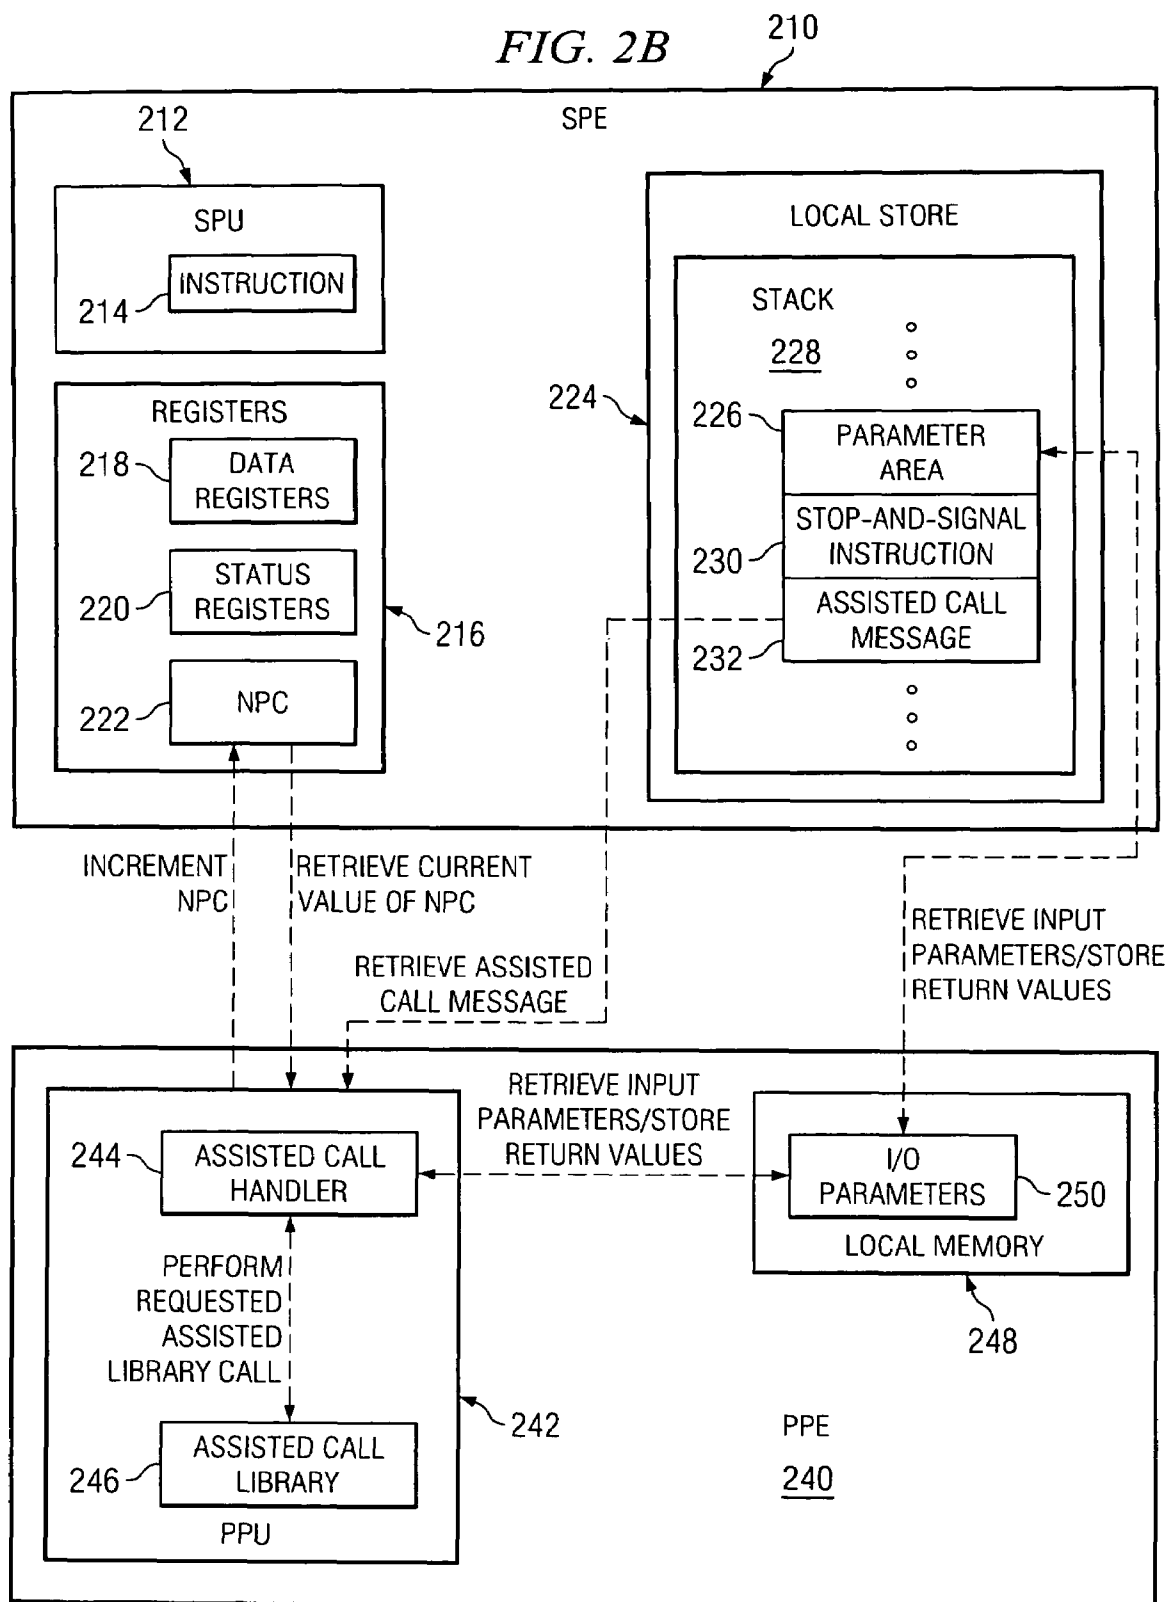 FIG. 2B
210
SPE
212
SPU
INSTRUCTION
214
REGISTERS
218
DATA
REGISTERS
220
STATUS
REGISTERS
216
222
NPC
LOCAL STORE
STACK
228
224
226
PARAMETER
AREA
STOP-AND-SIGNAL
INSTRUCTION
230
ASSISTED CALL
MESSAGE
232
INCREMENT
NPC
RETRIEVE CURRENT
VALUE OF NPC
RETRIEVE ASSISTED
CALL MESSAGE
RETRIEVE INPUT
PARAMETERS/STORE
RETURN VALUES
RETRIEVE INPUT
PARAMETERS/STORE
RETURN VALUES
244
ASSISTED CALL
HANDLER
I/O
PARAMETERS
250
LOCAL MEMORY
248
PERFORM
REQUESTED
ASSISTED
LIBRARY CALL
242
246
ASSISTED CALL
LIBRARY
PPU
PPE
240